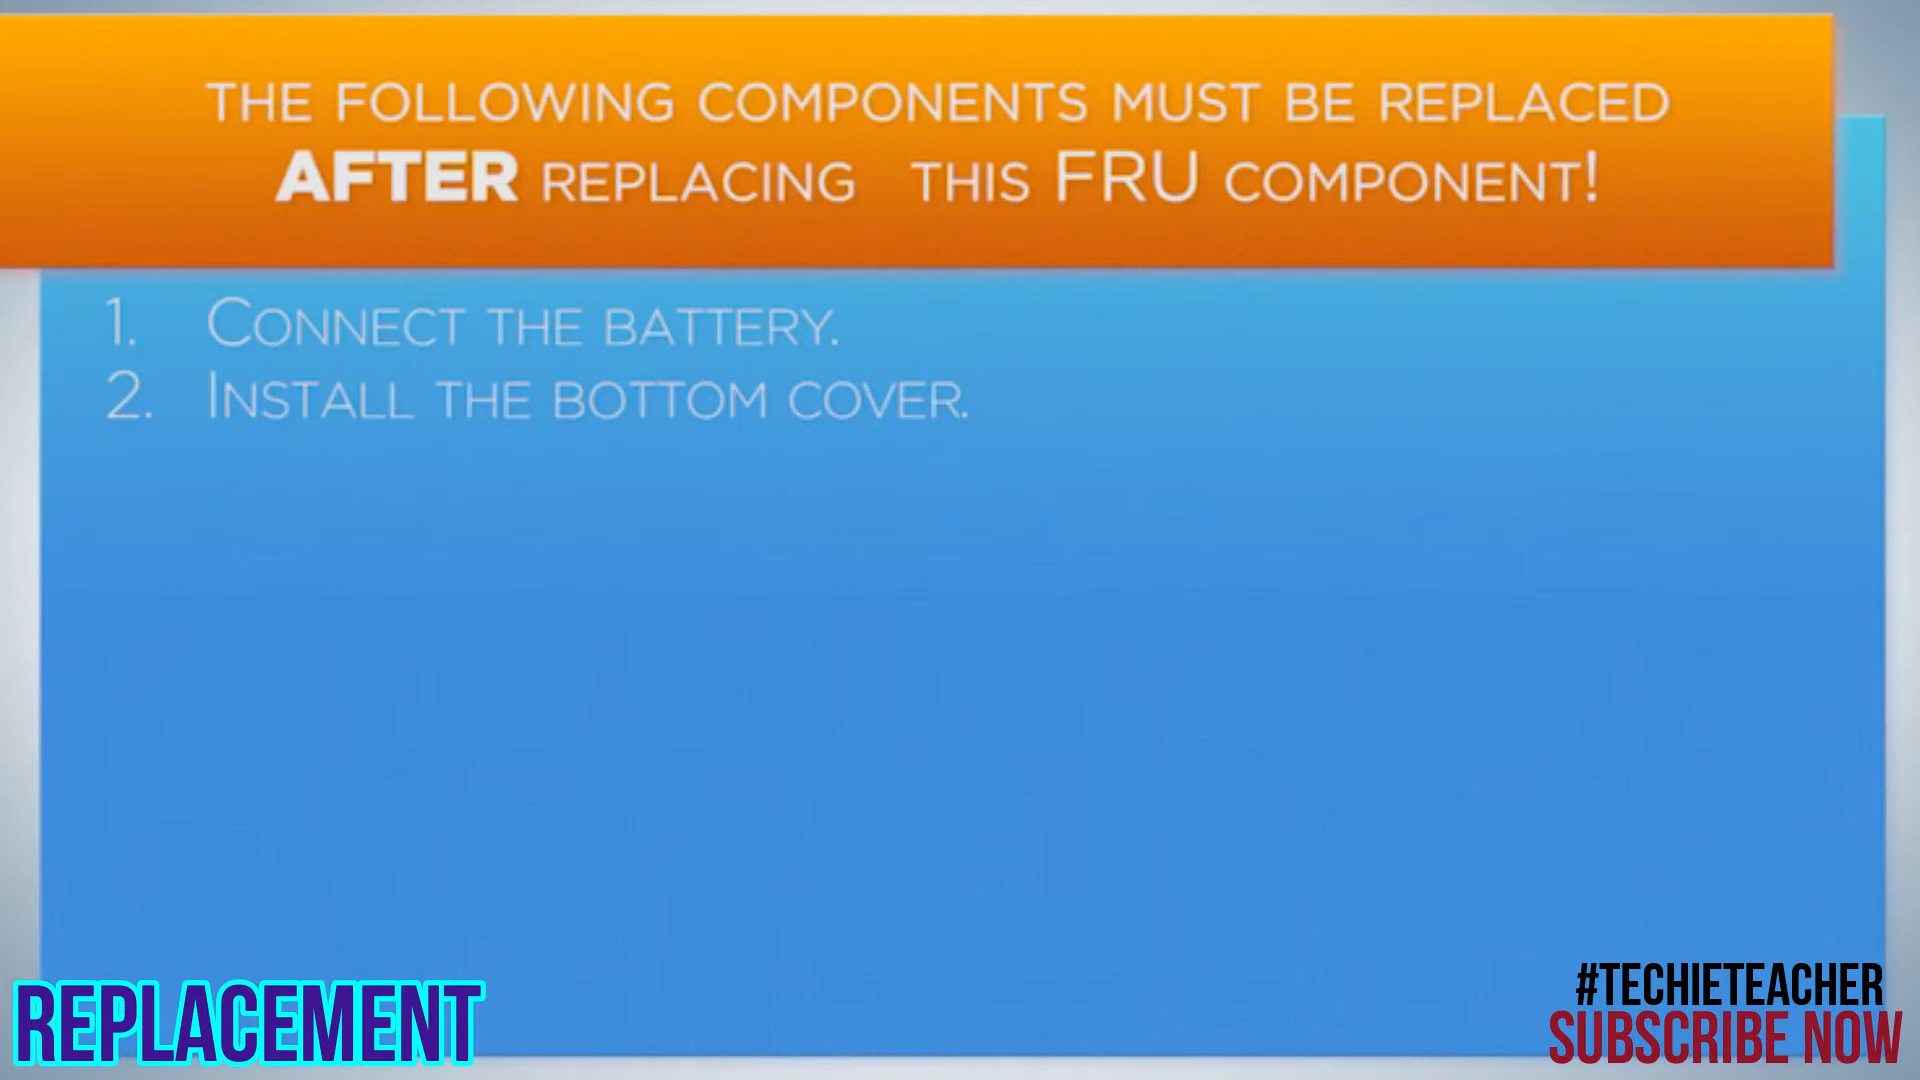 THE FOLLOWING COMPONENTS MUST BE REPLACED
AFTER REPLACING THIS FRU COMPONENT!
1. CONNECT THE BATTERY.
2. INSTALL THE BOTTOM COVER.
REPLACEMENT
#TECHIETEACHER
SUBSCRIBE NOW